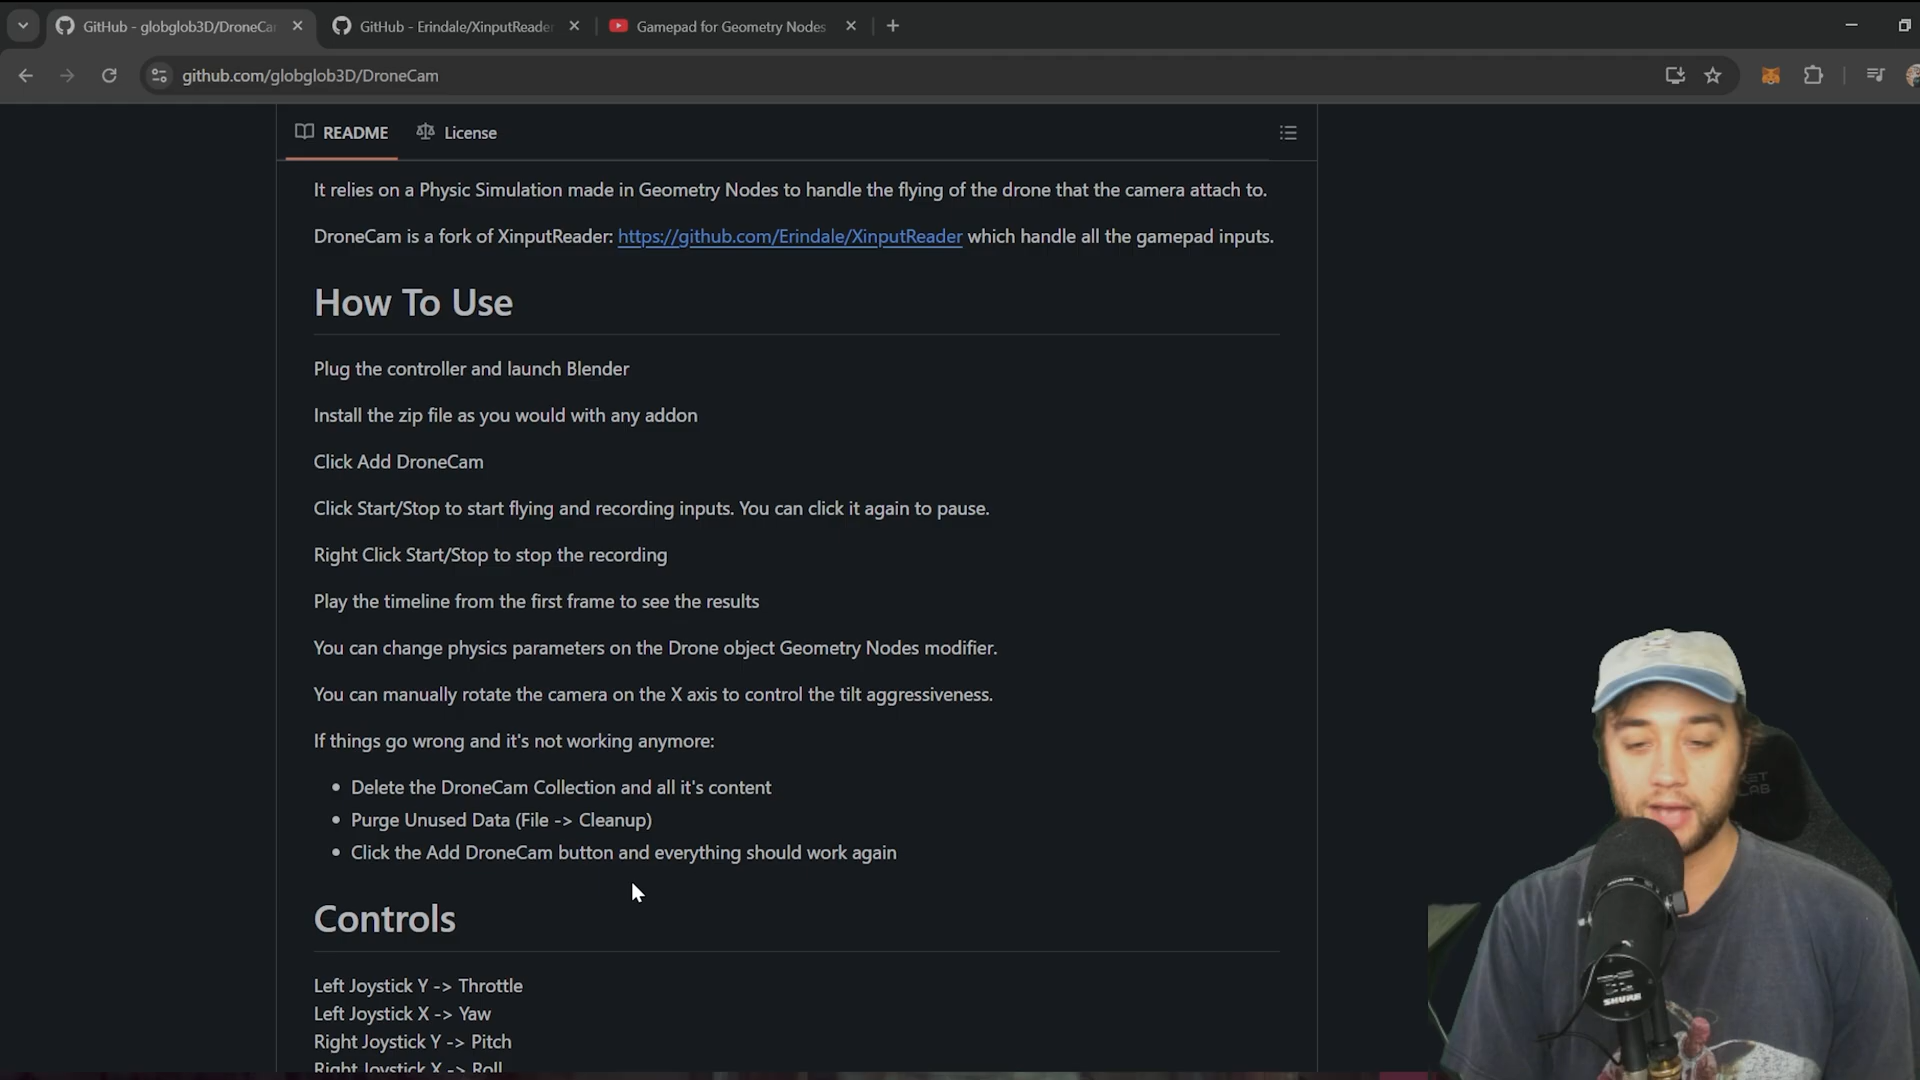 GitHub - globglob3D/DroneCa
GitHub - Erindale/XinputReader
Gamepad for Geometry Nodes
github.com/globglob3D/DroneCam
README
License
It relies on a Physic Simulation made in Geometry Nodes to handle the flying of the drone that the camera attach to.
DroneCam is a fork of XinputReader: https://github.com/Erindale/XinputReader which handle all the gamepad inputs.
How To Use
Plug the controller and launch Blender
Install the zip file as you would with any addon
Click Add DroneCam
Click Start/Stop to start flying and recording inputs. You can click it again to pause.
Right Click Start/Stop to stop the recording
Play the timeline from the first frame to see the results
You can change physics parameters on the Drone object Geometry Nodes modifier.
You can manually rotate the camera on the X axis to control the tilt aggressiveness.
If things go wrong and it's not working anymore:
• Delete the DroneCam Collection and all it's content
• Purge Unused Data (File -> Cleanup)
• Click the Add DroneCam button and everything should work again
Controls
Left Joystick Y -> Throttle
Left Joystick X -> Yaw
Right Joystick Y -> Pitch
Right Joystick X -> Roll
SHURE